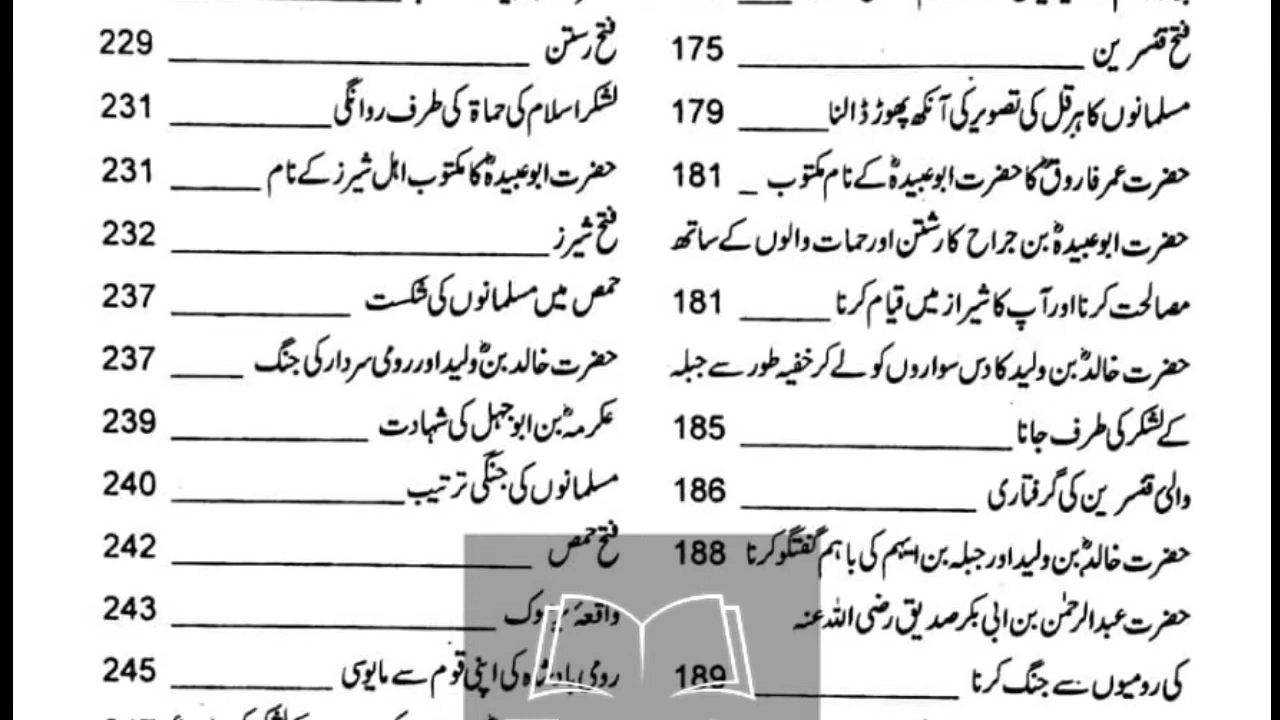 فتح قنسرین 175
مسلمانوں کا ہرقل کی تصویر کی آنکھ پھوڑ ڈالنا 179
حضرت عمر فاروقؓ کا حضرت ابوعبیدہؓ کے نام مکتوب 181
حضرت ابوعبیدہؓ بن جراح کا رشتن اور حمات والوں کے ساتھ
مصالحت کرنا اور آپ کا شیراز میں قیام کرنا 181
حضرت خالدؓ بن ولید کا دس سواروں کو لے کر خفیہ طور سے جبلہ
کے لشکر کی طرف جانا 185
والئ قنسرین کی گرفتاری 186
حضرت خالدؓ بن ولید اور جبلہ بن ایہم کی باہم گفتگو کرنا 188
حضرت عبدالرحمٰن بن ابی بکر صدیق رضی اللہ عنہ
کی رومیوں سے جنگ کرنا 189
فتح رستن 229
لشکر اسلام کی حماۃ کی طرف روانگی 231
حضرت ابوعبیدہؓ کا مکتوب اہل شیرز کے نام 231
فتح شیرز 232
حمص میں مسلمانوں کی شکست 237
حضرت خالد بنؓ ولید اور رومی سردار کی جنگ 237
عکرمہؓ بن ابوجہل کی شہادت 239
مسلمانوں کی جنگی ترتیب 240
فتح حمص 242
واقعۂ یرموک 243
رومی بادشاہ کی اپنی قوم سے مایوسی 245